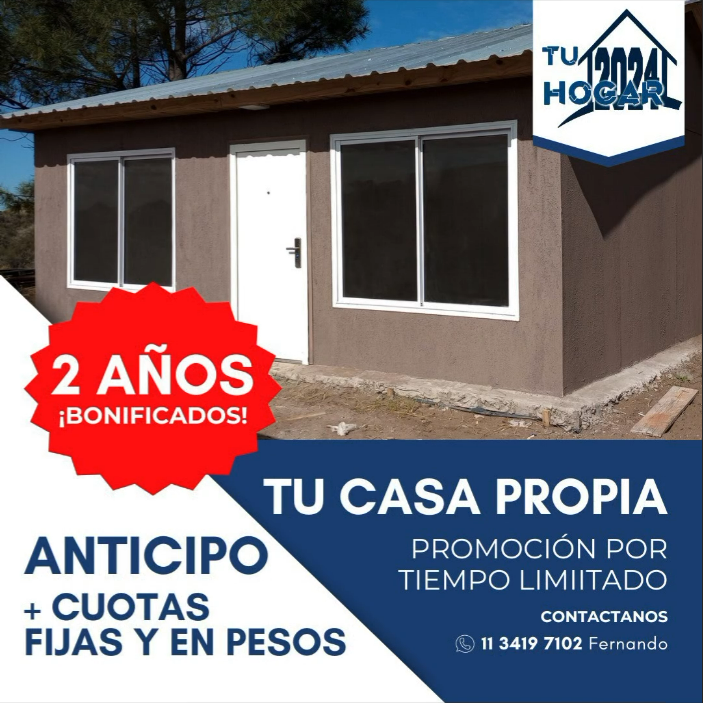 TU 2024
HOGAR
2 AÑOS
¡BONIFICADOS!
TU CASA PROPIA
ANTICIPO
+ CUOTAS
FIJAS Y EN PESOS
PROMOCIÓN POR
TIEMPO LIMIITADO
CONTACTANOS
11 3419 7102 Fernando